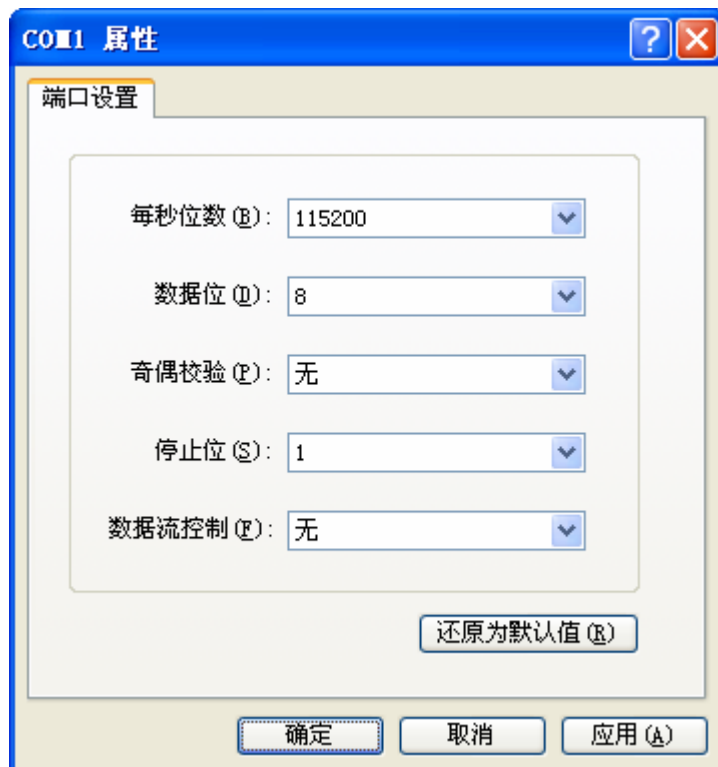 COM1 属性
端口设置
每秒位数(B): 115200
数据位(D): 8
奇偶校验(P): 无
停止位(S): 1
数据流控制(F): 无
还原为默认值(R)
确定 取消 应用(A)